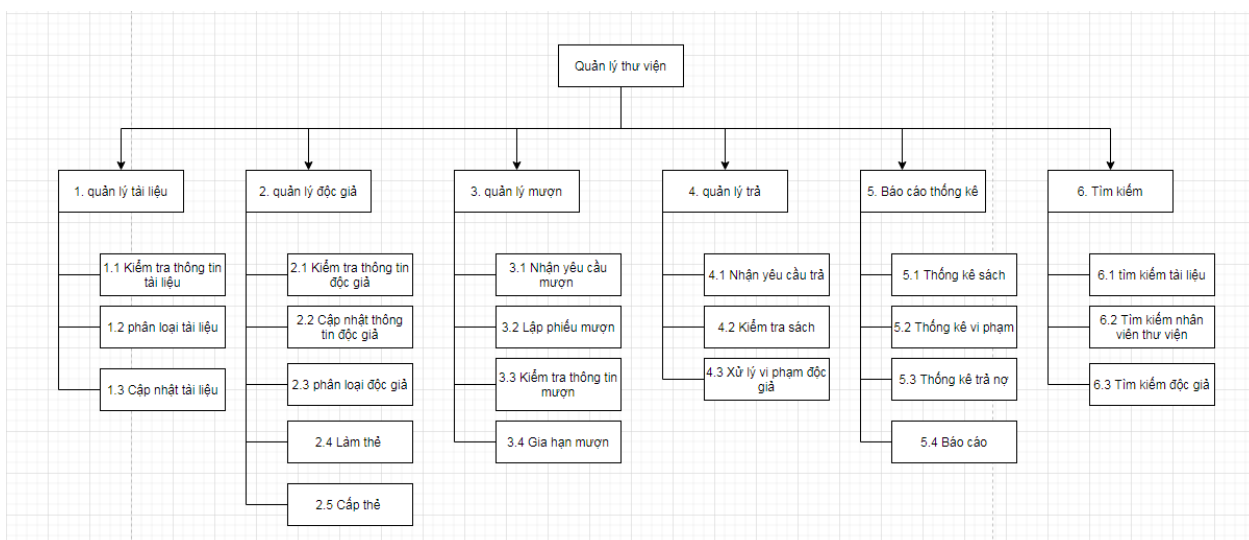 Quản lý thư viện
1. quản lý tài liệu
2. quản lý độc giả
3. quản lý mượn
4. quản lý trả
5. Báo cáo thống kê
6. Tìm kiếm
1.1 Kiểm tra thông tin
tài liệu
1.2 phân loại tài liệu
1.3 Cập nhật tài liệu
2.1 Kiểm tra thông tin
độc giả
2.2 Cập nhật thông
tin độc giả
2.3 phân loại độc giả
2.4 Làm thẻ
2.5 Cấp thẻ
3.1 Nhận yêu cầu
mượn
3.2 Lập phiếu mượn
3.3 Kiểm tra thông tin
mượn
3.4 Gia hạn mượn
4.1 Nhận yêu cầu trả
4.2 Kiểm tra sách
4.3 Xử lý vi phạm độc
giả
5.1 Thống kê sách
5.2 Thống kê vi phạm
5.3 Thống kê trả nợ
5.4 Báo cáo
6.1 tìm kiếm tài liệu
6.2 Tìm kiếm nhân
viên thư viện
6.3 Tìm kiếm độc giả